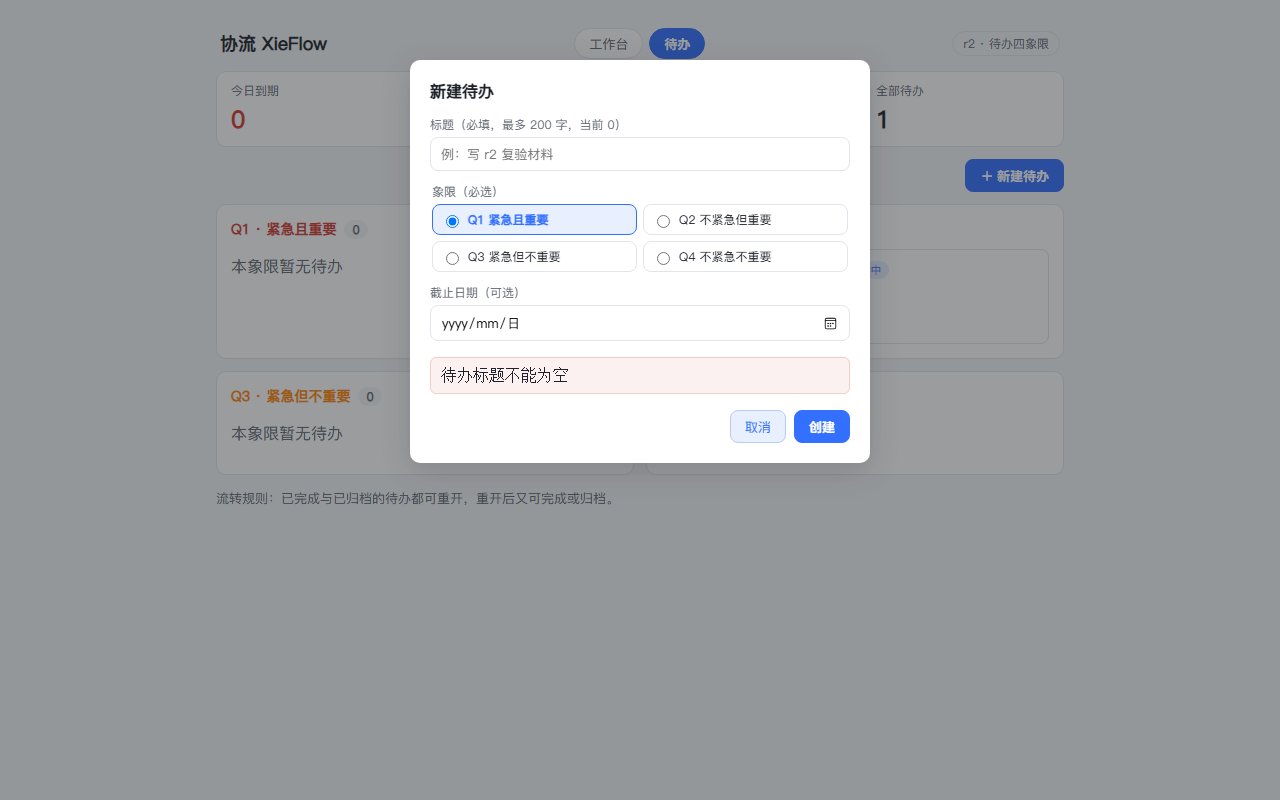 协流 XieFlow
工作台
待办
r2 · 待办四象限
今日到期
0
全部待办
1
+ 新建待办
新建待办
标题（必填，最多 200 字，当前 0）
例：写 r2 复验材料
象限（必选）
Q1 紧急且重要
Q2 不紧急但重要
Q3 紧急但不重要
Q4 不紧急不重要
截止日期（可选）
yyyy/mm/日
待办标题不能为空
取消
创建
Q1 · 紧急且重要 0
本象限暂无待办
中
Q3 · 紧急但不重要 0
本象限暂无待办
流转规则：已完成与已归档的待办都可重开，重开后又可完成或归档。